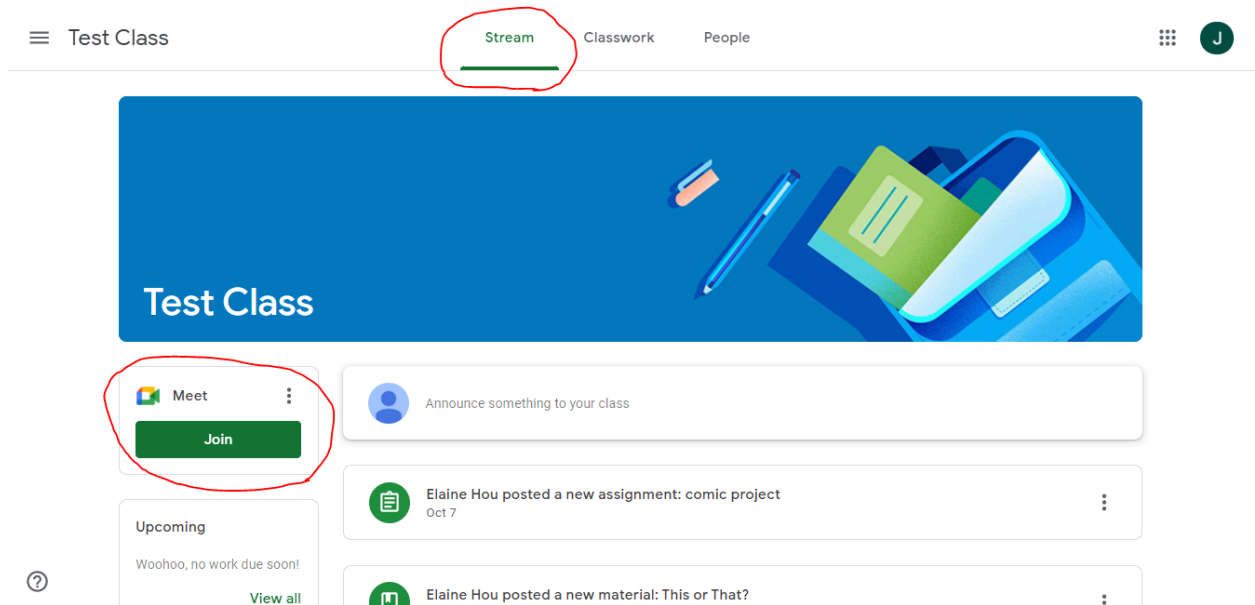 Test Class
Stream
Classwork
People
J
Test Class
Meet
Join
Announce something to your class
Elaine Hou posted a new assignment: comic project
Oct 7
Upcoming
Woohoo, no work due soon!
View all
Elaine Hou posted a new material: This or That?